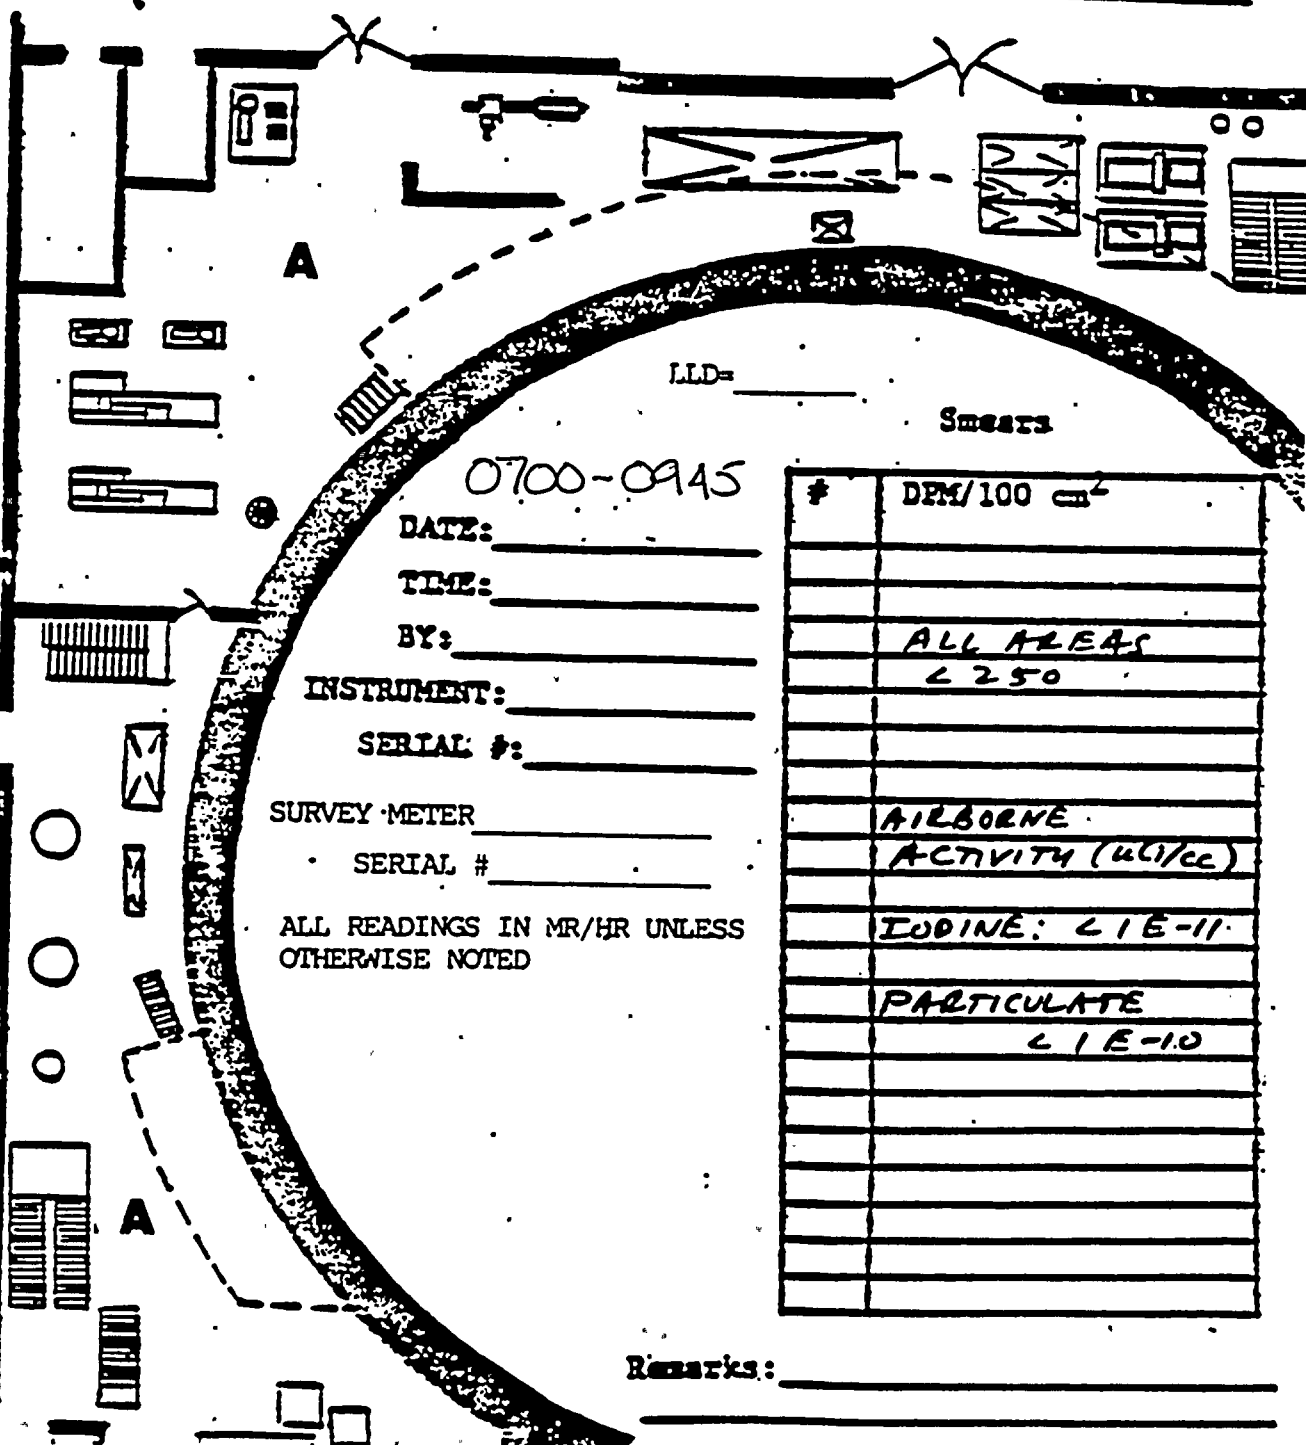 A
LLD=
Smears
0700-0945
# DPM/100 cm²
DATE:
TIME:
BY:
INSTRUMENT:
SERIAL #:
SURVEY METER
SERIAL #
ALL READINGS IN MR/HR UNLESS
OTHERWISE NOTED
ALL AREAS
< 250
AIRBORNE
ACTIVITY (uCi/cc)
IODINE: < 1 E-11
PARTICULATE
< 1 E-10
A
Remarks: